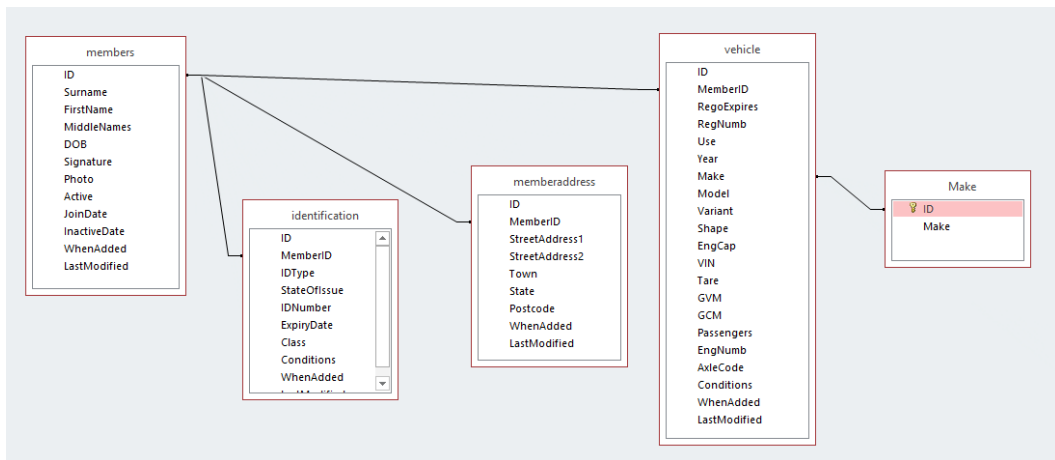 members
ID
Surname
FirstName
MiddleNames
DOB
Signature
Photo
Active
JoinDate
InactiveDate
WhenAdded
LastModified
identification
ID
MemberID
IDType
StateOfIssue
IDNumber
ExpiryDate
Class
Conditions
WhenAdded
memberaddress
ID
MemberID
StreetAddress1
StreetAddress2
Town
State
Postcode
WhenAdded
LastModified
vehicle
ID
MemberID
RegoExpires
RegNumb
Use
Year
Make
Model
Variant
Shape
EngCap
VIN
Tare
GVM
GCM
Passengers
EngNumb
AxleCode
Conditions
WhenAdded
LastModified
Make
ID
Make